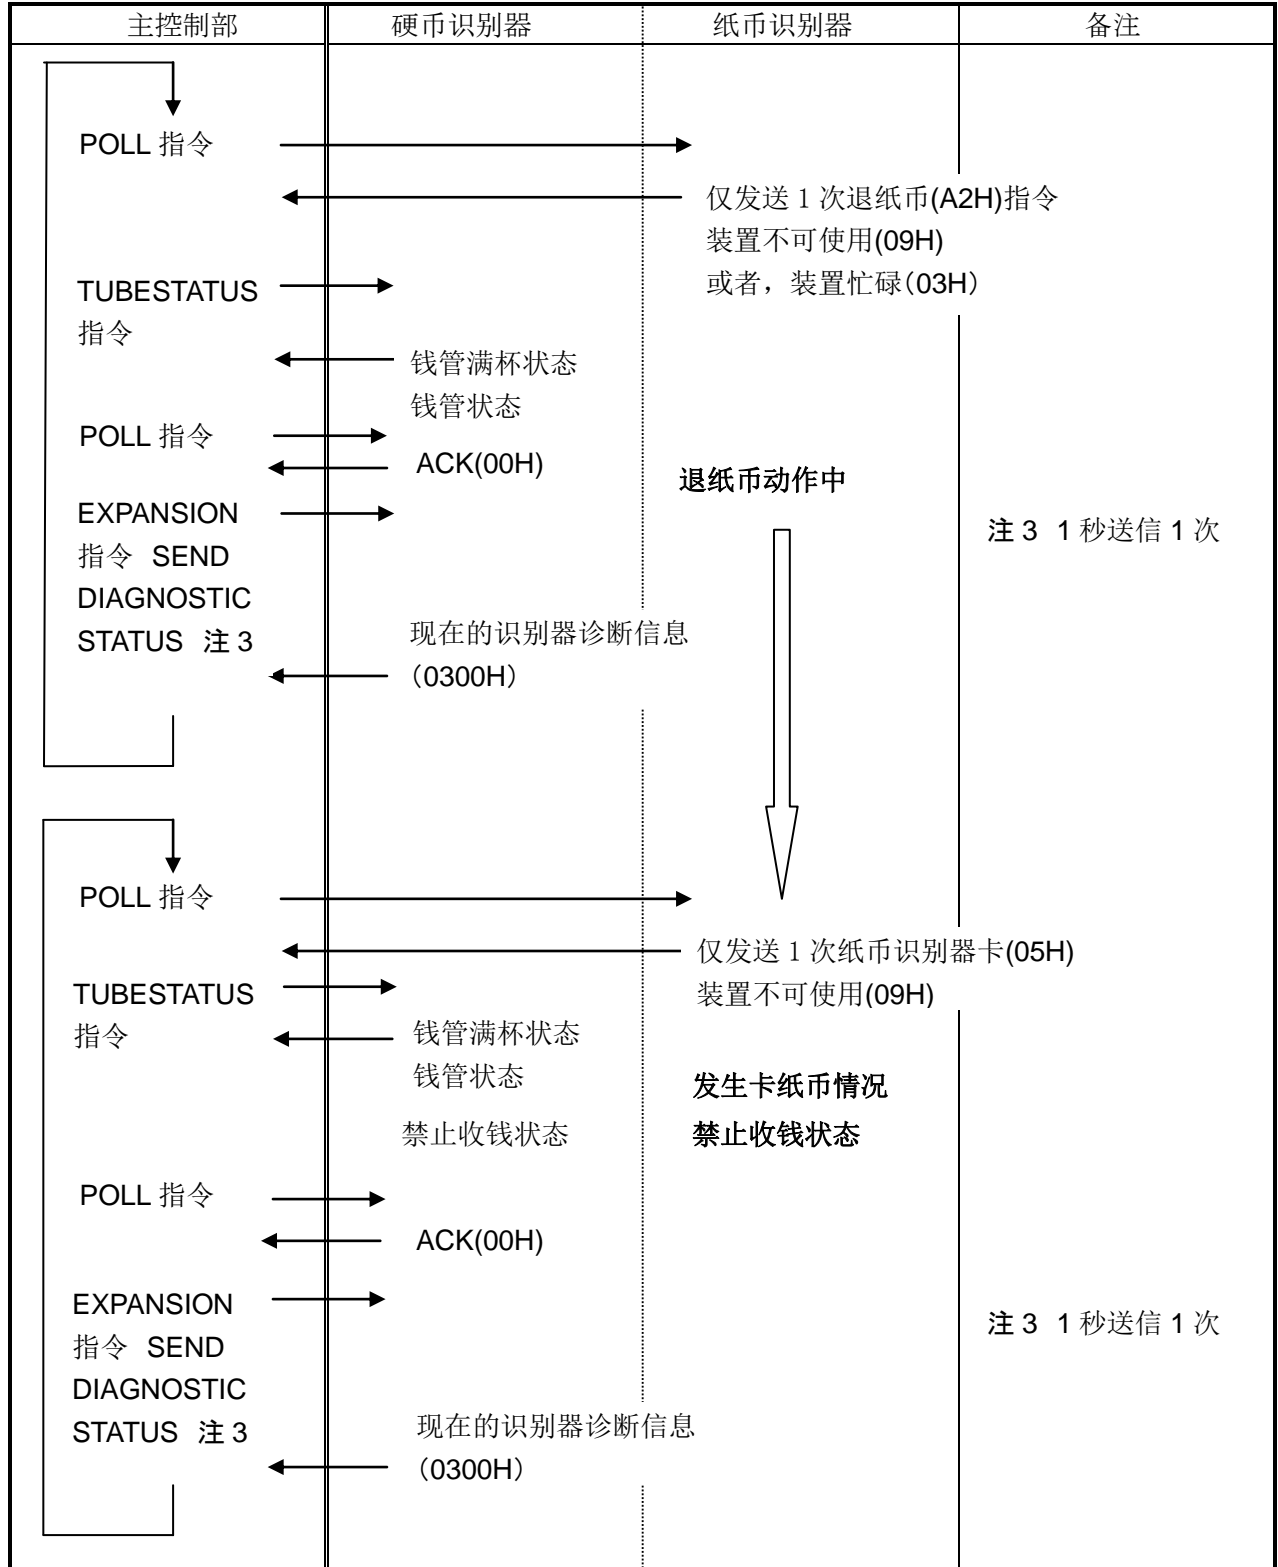 主控制部
硬币识别器
纸币识别器
备注
POLL 指令
仅发送 1 次退纸币(A2H)指令
装置不可使用(09H)
或者，装置忙碌（03H）
TUBESTATUS
指令
钱管满杯状态
钱管状态
POLL 指令
ACK(00H)
退纸币动作中
EXPANSION
指令 SEND
DIAGNOSTIC
STATUS 注 3
注 3 1 秒送信 1 次
现在的识别器诊断信息
（0300H）
POLL 指令
仅发送 1 次纸币识别器卡(05H)
装置不可使用(09H)
TUBESTATUS
指令
钱管满杯状态
钱管状态
发生卡纸币情况
禁止收钱状态
禁止收钱状态
POLL 指令
ACK(00H)
EXPANSION
指令 SEND
DIAGNOSTIC
STATUS 注 3
注 3 1 秒送信 1 次
现在的识别器诊断信息
（0300H）